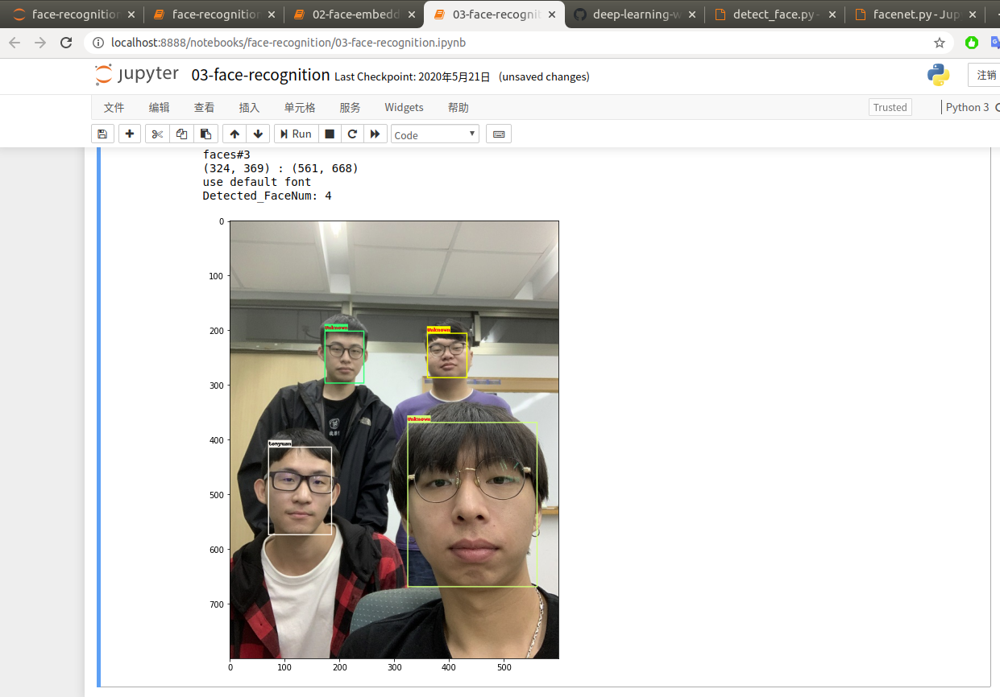 face-recognition
face-recognition
02-face-embedd
03-face-recognit
deep-learning-w
detect_face.py -
facenet.py - Jup
localhost:8888/notebooks/face-recognition/03-face-recognition.ipynb
jupyter 03-face-recognition Last Checkpoint: 2020年5月21日 (unsaved changes)
注销
文件 编辑 查看 插入 单元格 服务 Widgets 帮助
Trusted
Python 3
Run
Code
faces#3
(324, 369) : (561, 668)
use default font
Detected_FaceNum: 4
0
100
200
Unknown
Unknown
300
400
Unknown
tonyuan
500
600
700
0 100 200 300 400 500